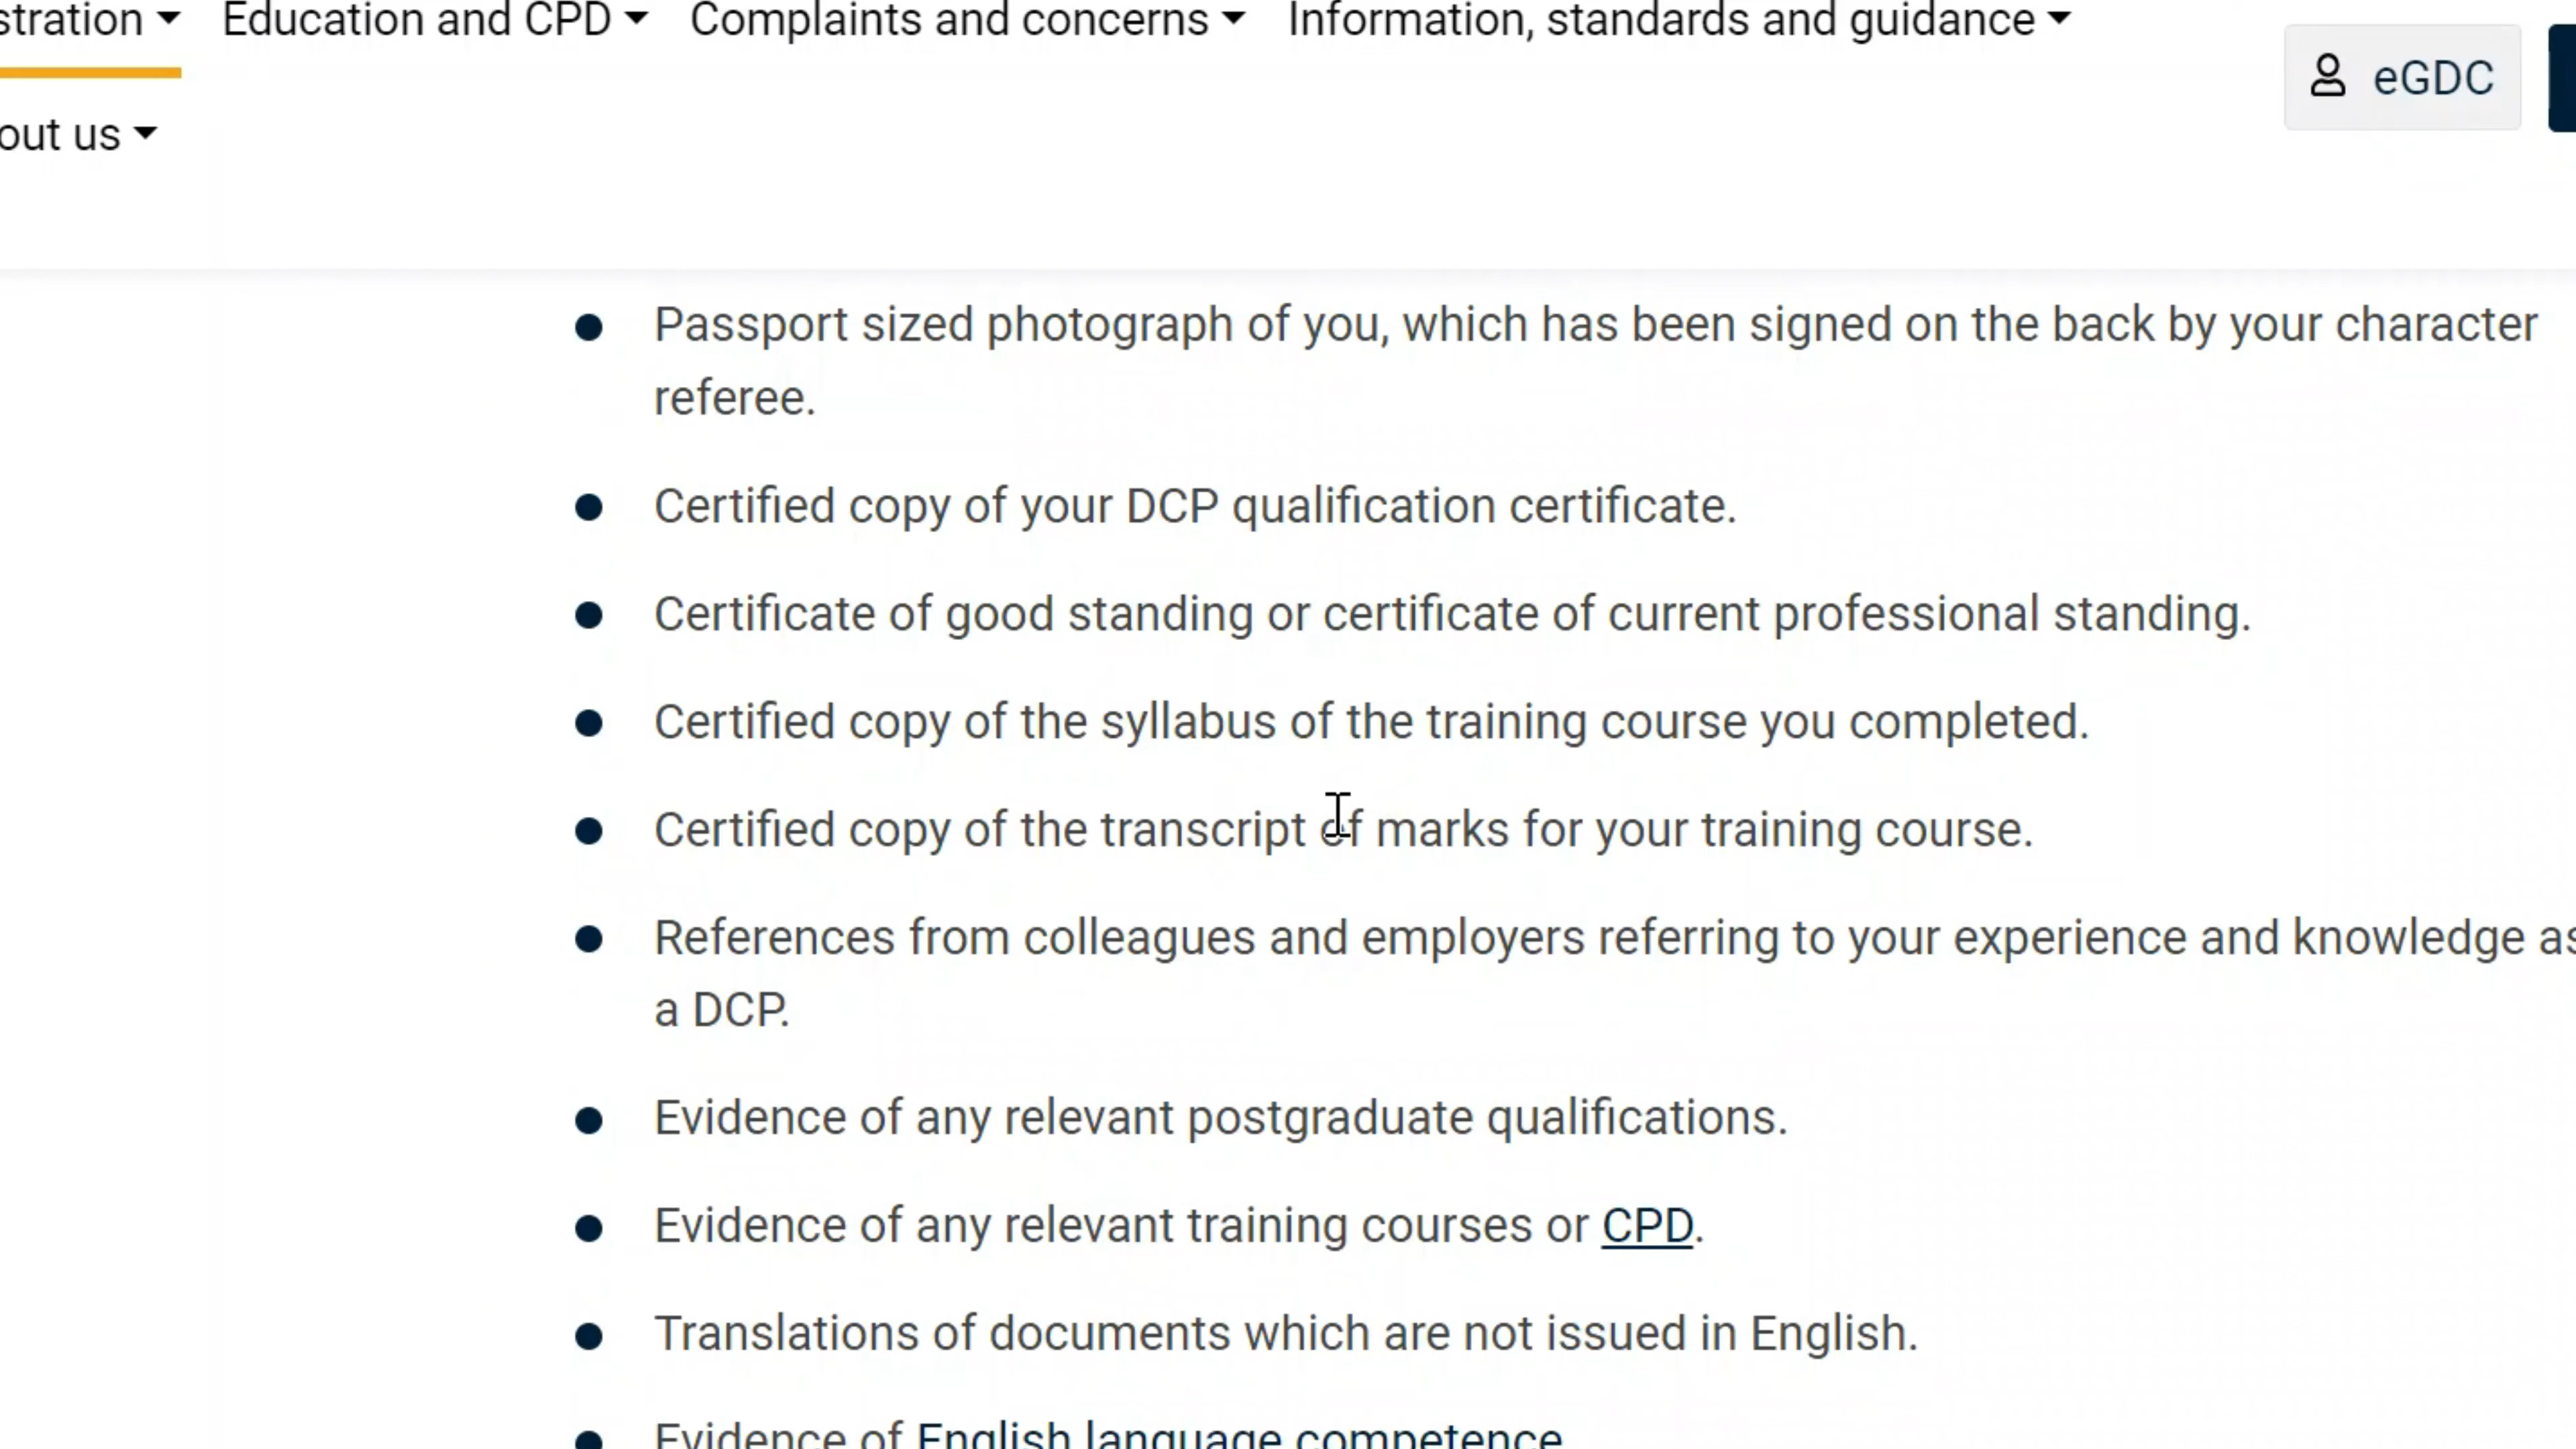 stration Education and CPD Complaints and concerns Information, standards and guidance
eGDC
out us
Passport sized photograph of you, which has been signed on the back by your character
referee.
Certified copy of your DCP qualification certificate.
Certificate of good standing or certificate of current professional standing.
Certified copy of the syllabus of the training course you completed.
Certified copy of the transcript of marks for your training course.
References from colleagues and employers referring to your experience and knowledge as
a DCP.
Evidence of any relevant postgraduate qualifications.
Evidence of any relevant training courses or CPD.
Translations of documents which are not issued in English.
Evidence of English language competence